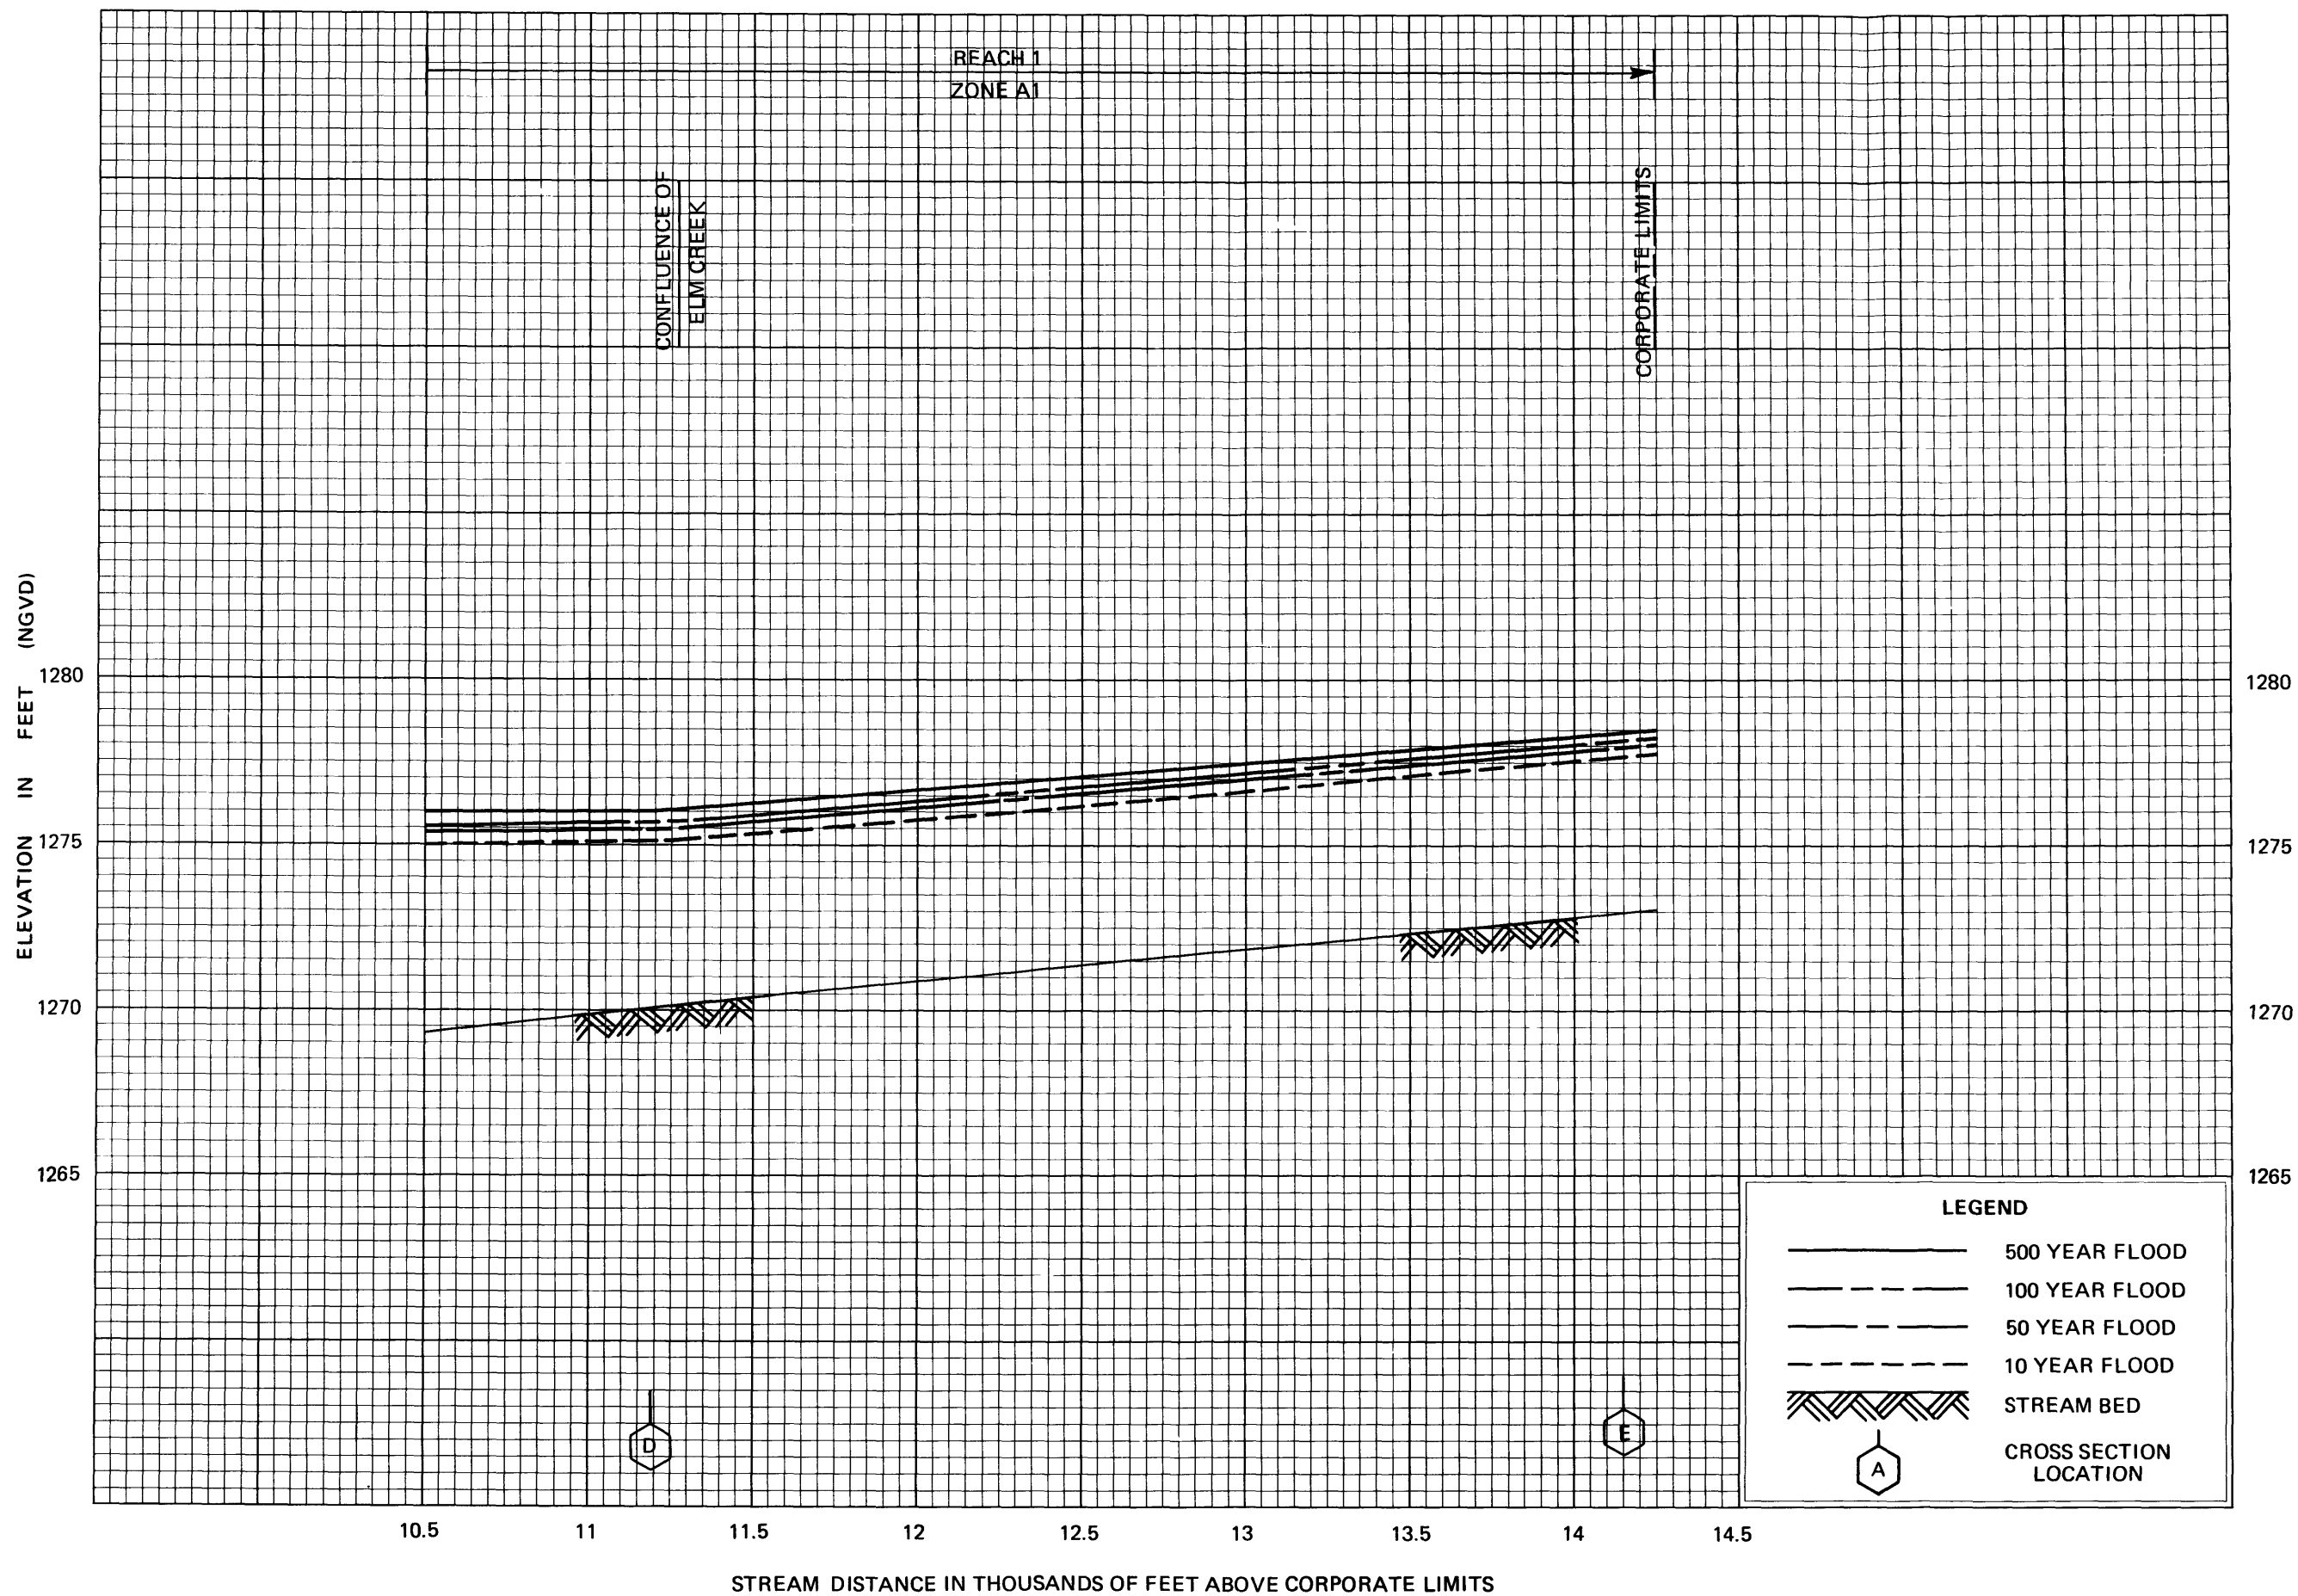 REACH 1
ZONE A1
CONFLUENCE OF
ELM CREEK
CORPORATE LIMITS
ELEVATION IN FEET (NGVD)
1280
1275
1270
1265
1280
1275
1270
1265
D
E
LEGEND
500 YEAR FLOOD
100 YEAR FLOOD
50 YEAR FLOOD
10 YEAR FLOOD
STREAM BED
A
CROSS SECTION
LOCATION
10.5 11 11.5 12 12.5 13 13.5 14 14.5
STREAM DISTANCE IN THOUSANDS OF FEET ABOVE CORPORATE LIMITS